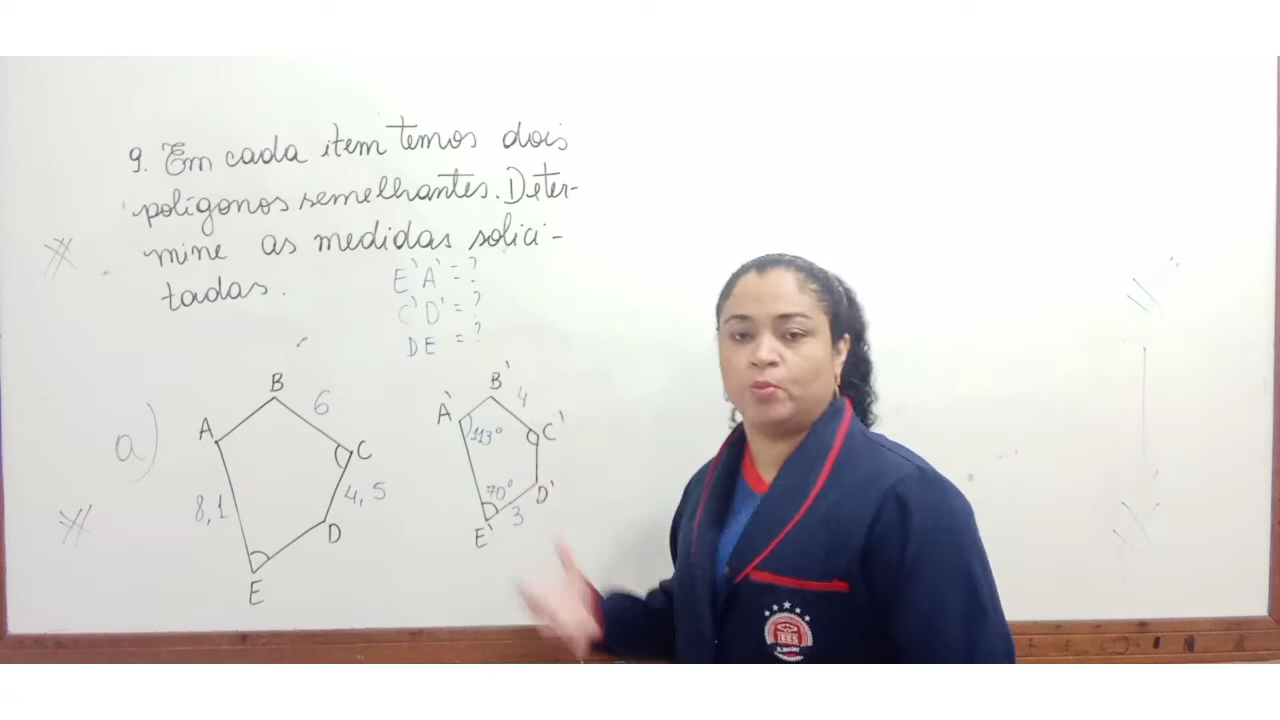 9. Em cada item temos dois
polígonos semelhantes. Deter-
mine as medidas solici-
tadas.
E'A' = ?
C'D' = ?
DE = ?
a)
B
6
A
C
8,1
4,5
D
E
B'
4
A'
113°
C'
70°
D'
3
E'